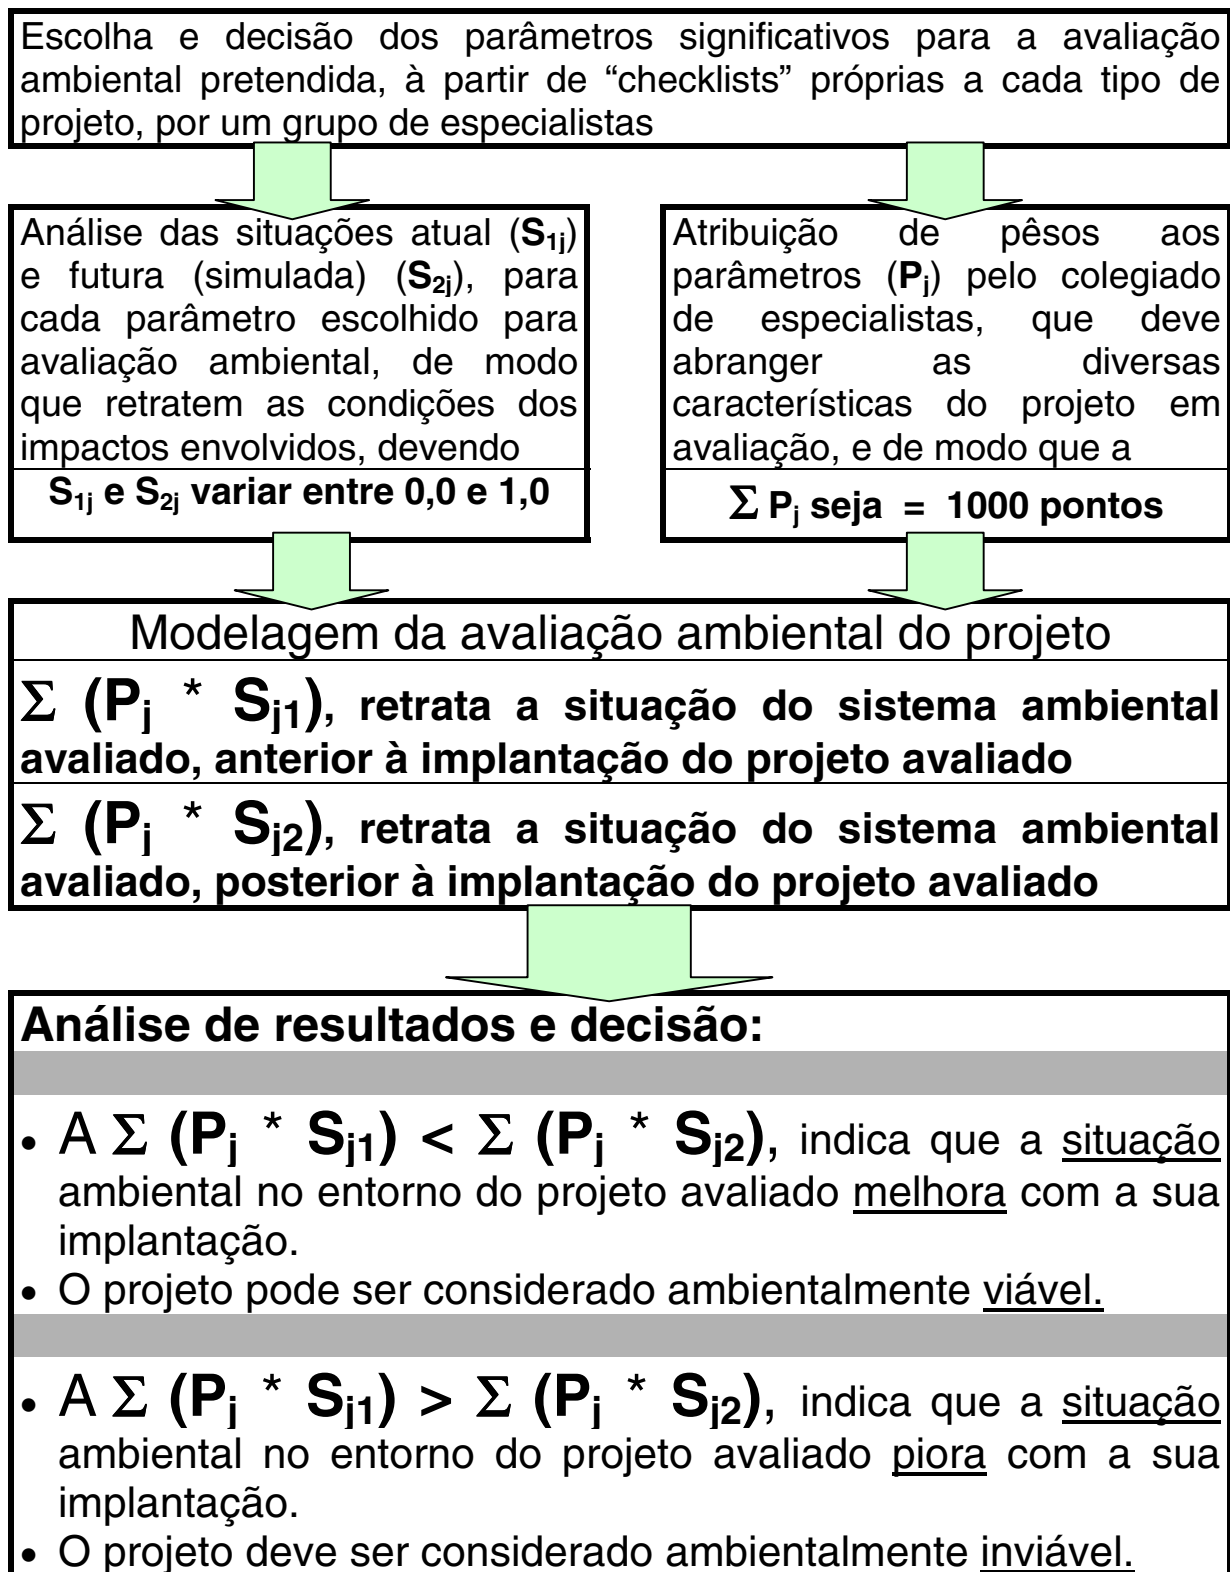 Escolha e decisão dos parâmetros significativos para a avaliação
ambiental pretendida, à partir de “checklists” próprias a cada tipo de
projeto, por um grupo de especialistas
Análise das situações atual (S1j)
e futura (simulada) (S2j), para
cada parâmetro escolhido para
avaliação ambiental, de modo
que retratem as condições dos
impactos envolvidos, devendo
S1j e S2j variar entre 0,0 e 1,0
Atribuição de pêsos aos
parâmetros (Pj) pelo colegiado
de especialistas, que deve
abranger as diversas
características do projeto em
avaliação, e de modo que a
Σ Pj seja = 1000 pontos
Modelagem da avaliação ambiental do projeto
Σ (Pj * Sj1), retrata a situação do sistema ambiental
avaliado, anterior à implantação do projeto avaliado
Σ (Pj * Sj2), retrata a situação do sistema ambiental
avaliado, posterior à implantação do projeto avaliado
Análise de resultados e decisão:
• A Σ (Pj * Sj1) < Σ (Pj * Sj2), indica que a situação
ambiental no entorno do projeto avaliado melhora com a sua
implantação.
• O projeto pode ser considerado ambientalmente viável.
• A Σ (Pj * Sj1) > Σ (Pj * Sj2), indica que a situação
ambiental no entorno do projeto avaliado piora com a sua
implantação.
• O projeto deve ser considerado ambientalmente inviável.